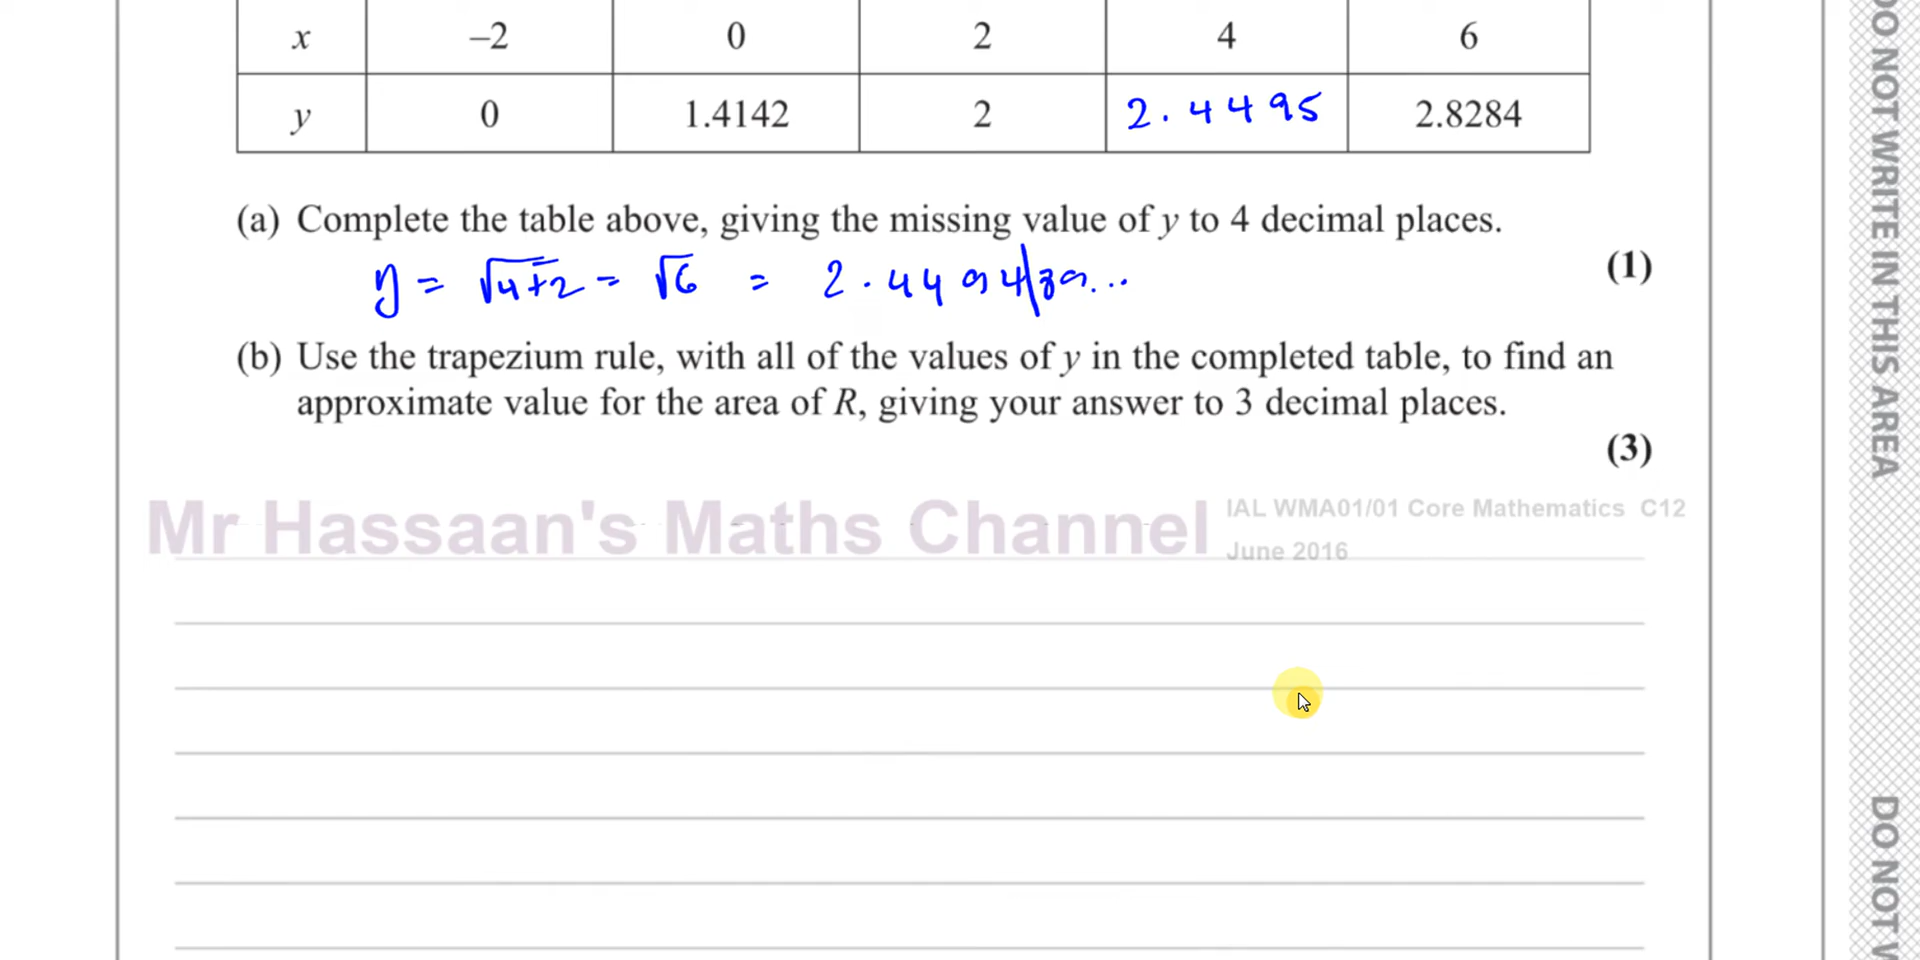 x –2 0 2 4 6
y 0 1.4142 2 2.4495 2.8284
(a) Complete the table above, giving the missing value of y to 4 decimal places.
(1)
y = √4+2 = √6 = 2.4494|89...
(b) Use the trapezium rule, with all of the values of y in the completed table, to find an
approximate value for the area of R, giving your answer to 3 decimal places.
(3)
Mr Hassaan's Maths Channel
IAL WMA01/01 Core Mathematics C12
June 2016
DO NOT WRITE IN THIS AREA
DO NOT W